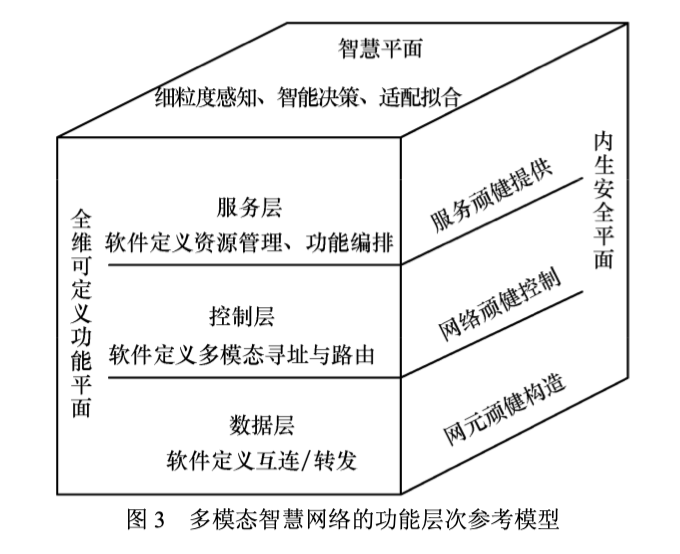 智慧平面
细粒度感知、智能决策、适配拟合
全维可定义功能平面
服务层
软件定义资源管理、功能编排
控制层
软件定义多模态寻址与路由
数据层
软件定义互连/转发
服务顽健提供
网络顽健控制
网元顽健构造
内生安全平面
图 3 多模态智慧网络的功能层次参考模型